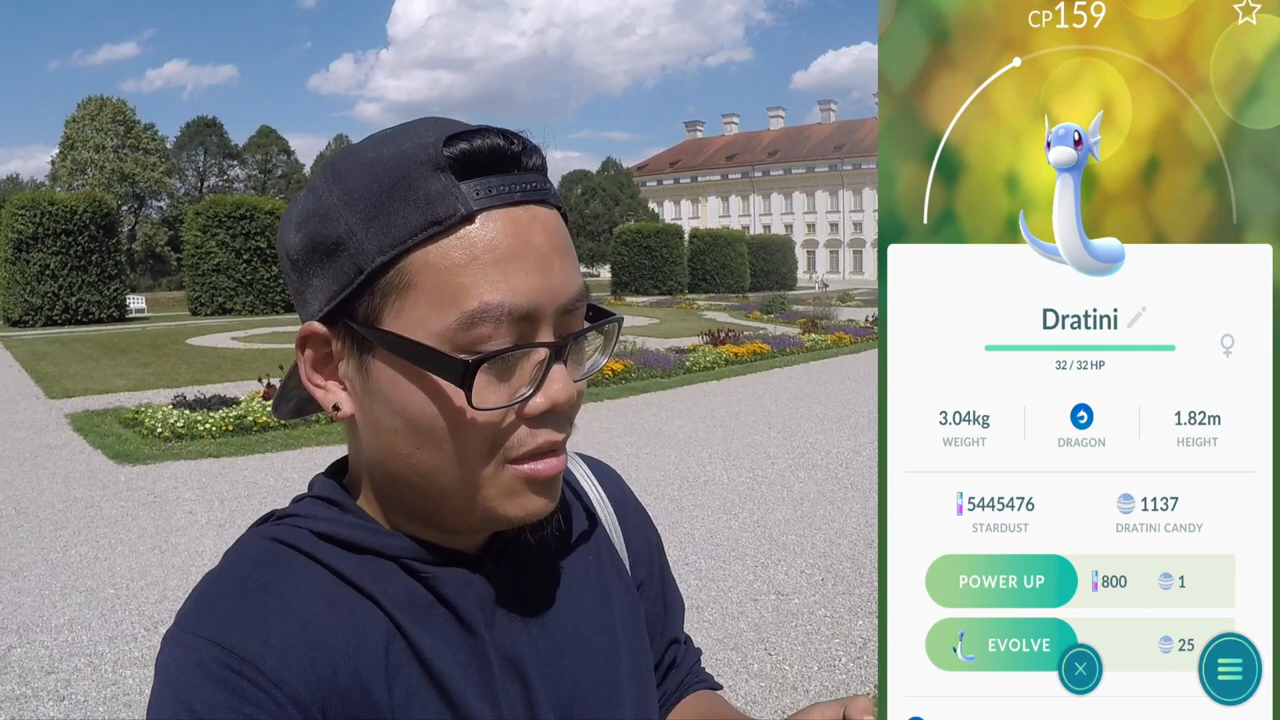 CP159
Dratini
32 / 32 HP
3.04kg
WEIGHT
DRAGON
1.82m
HEIGHT
5445476
STARDUST
1137
DRATINI CANDY
POWER UP
800
1
EVOLVE
25